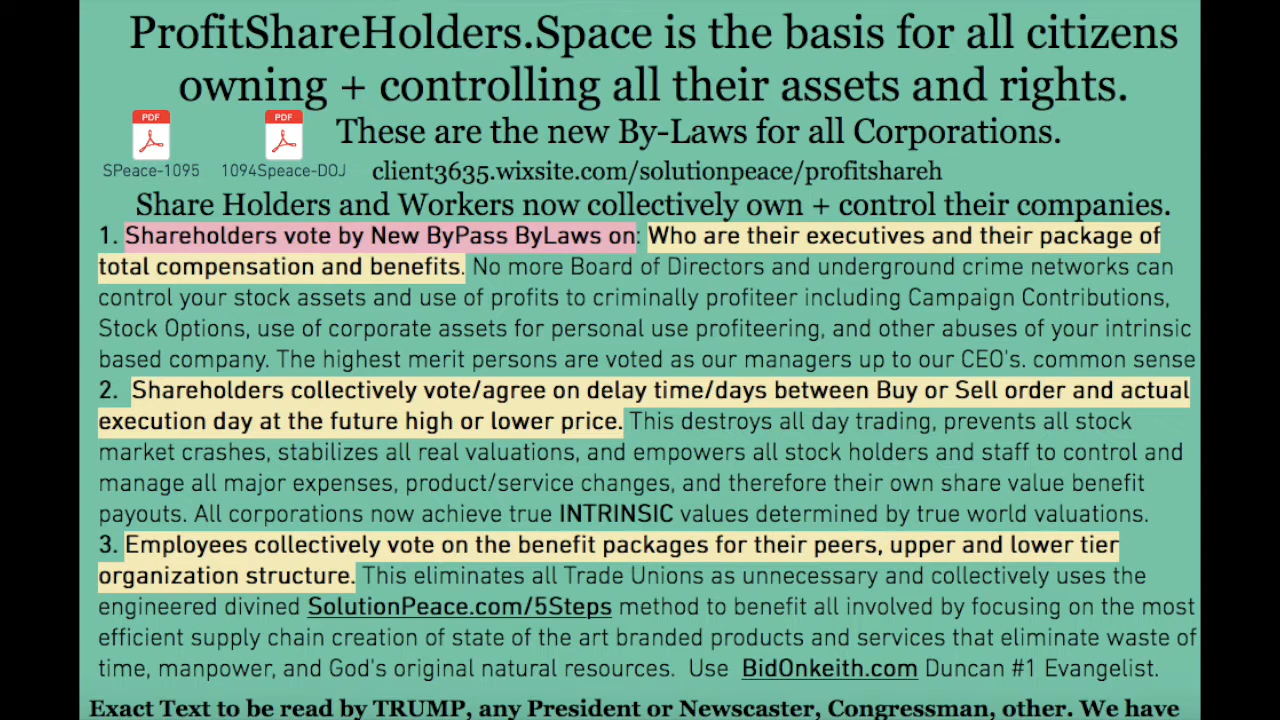 ProfitShareHolders.Space is the basis for all citizens
owning + controlling all their assets and rights.
PDF
PDF
These are the new By-Laws for all Corporations.
SPeace-1095
1094Speace-DOJ
client3635.wixsite.com/solutionpeace/profitshareh
Share Holders and Workers now collectively own + control their companies.
1. Shareholders vote by New ByPass ByLaws on: Who are their executives and their package of
total compensation and benefits. No more Board of Directors and underground crime networks can
control your stock assets and use of profits to criminally profiteer including Campaign Contributions,
Stock Options, use of corporate assets for personal use profiteering, and other abuses of your intrinsic
based company. The highest merit persons are voted as our managers up to our CEO's. common sense
2. Shareholders collectively vote/agree on delay time/days between Buy or Sell order and actual
execution day at the future high or lower price. This destroys all day trading, prevents all stock
market crashes, stabilizes all real valuations, and empowers all stock holders and staff to control and
manage all major expenses, product/service changes, and therefore their own share value benefit
payouts. All corporations now achieve true INTRINSIC values determined by true world valuations.
3. Employees collectively vote on the benefit packages for their peers, upper and lower tier
organization structure. This eliminates all Trade Unions as unnecessary and collectively uses the
engineered divined SolutionPeace.com/5Steps method to benefit all involved by focusing on the most
efficient supply chain creation of state of the art branded products and services that eliminate waste of
time, manpower, and God's original natural resources. Use BidOnkeith.com Duncan #1 Evangelist.
Exact Text to be read by TRUMP, any President or Newscaster, Congressman, other. We have